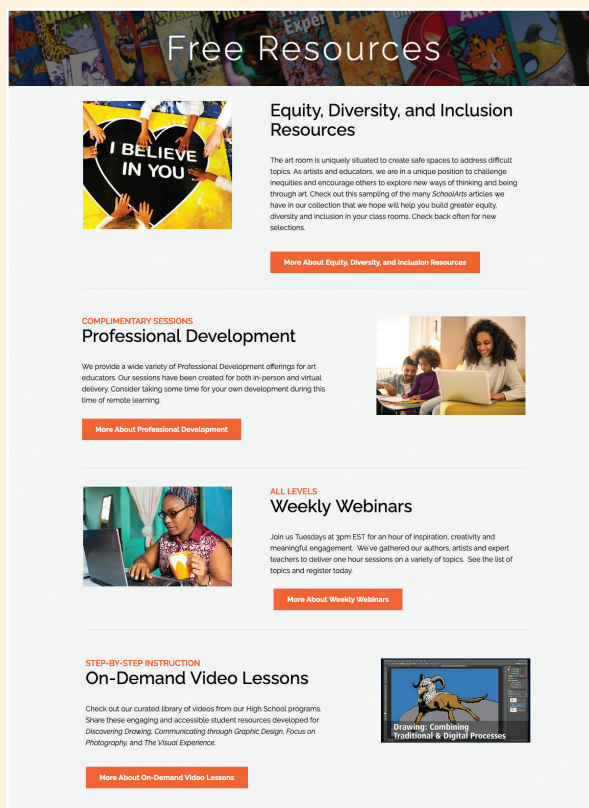 Free Resources
I BELIEVE
IN YOU
Equity, Diversity, and Inclusion
Resources
The art room is uniquely situated to create safe spaces to address difficult
topics. As artists and educators, we are in a unique position to challenge
inequities and encourage others to explore new ways of thinking and being
through art. Check out this sampling of the many SchoolArts articles we
have in our collection that we hope will help you build greater equity,
diversity and inclusion in your class rooms. Check back often for new
selections.
More About Equity, Diversity, and Inclusion Resources
COMPLIMENTARY SESSIONS
Professional Development
We provide a wide variety of Professional Development offerings for art
educators. Our sessions have been created for both in-person and virtual
delivery. Consider taking some time for your own development during this
time of remote learning.
More About Professional Development
ALL LEVELS
Weekly Webinars
Join us Tuesdays at 3pm EST for an hour of inspiration, creativity and
meaningful engagement. We've gathered our authors, artists and expert
teachers to deliver one hour sessions on a variety of topics. See the list of
topics and register today.
More About Weekly Webinars
STEP-BY-STEP INSTRUCTION
On-Demand Video Lessons
Check out our curated library of videos from our High School programs.
Share these engaging and accessible student resources developed for
Discovering Drawing, Communicating through Graphic Design, Focus on
Photography, and The Visual Experience.
More About On-Demand Video Lessons
Drawing: Combining
Traditional & Digital Processes